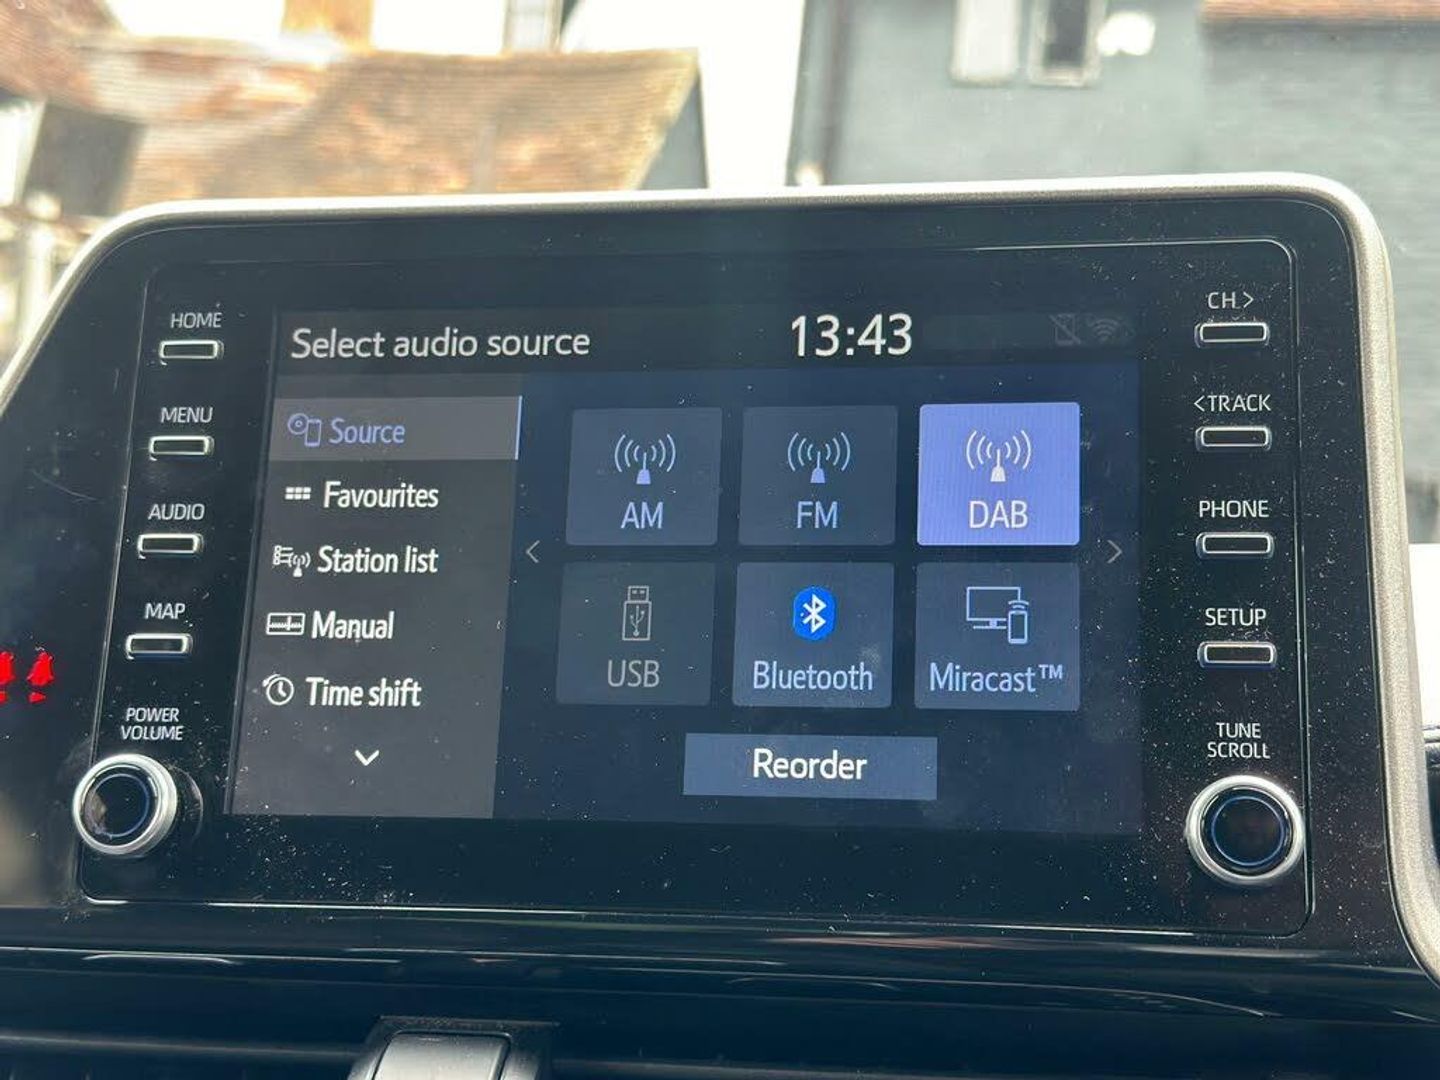 HOME
MENU
AUDIO
MAP
POWER
VOLUME
Select audio source
13:43
Source
Favourites
Station list
Manual
Time shift
AM
FM
DAB
USB
Bluetooth
Miracast™
Reorder
CH.>
<TRACK
PHONE
SETUP
TUNE
SCROLL